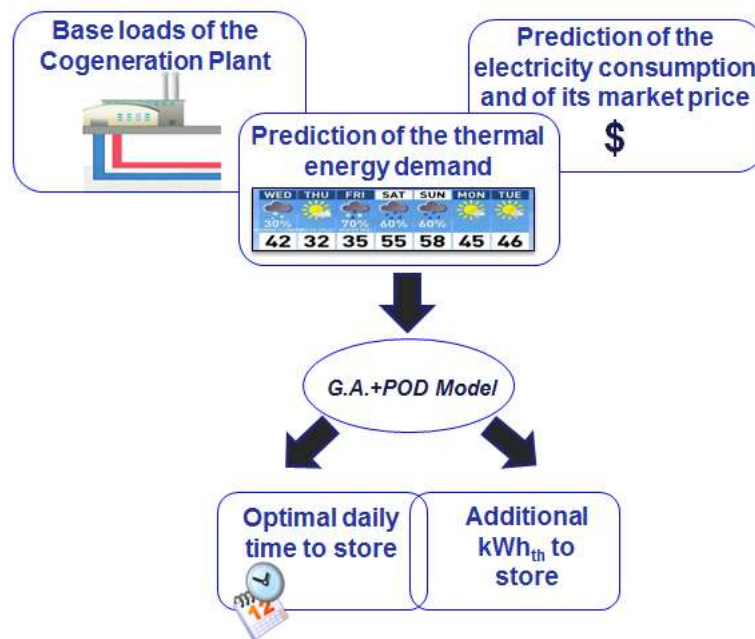 Base loads of the
Cogeneration Plant
Prediction of the
electricity consumption
and of its market price
$
Prediction of the thermal
energy demand
WED THU FRI SAT SUN MON TUE
30% 70% 60% 60%
42 32 35 55 58 45 46
G.A.+POD Model
Optimal daily
time to store
12
Additional
kWhth to
store